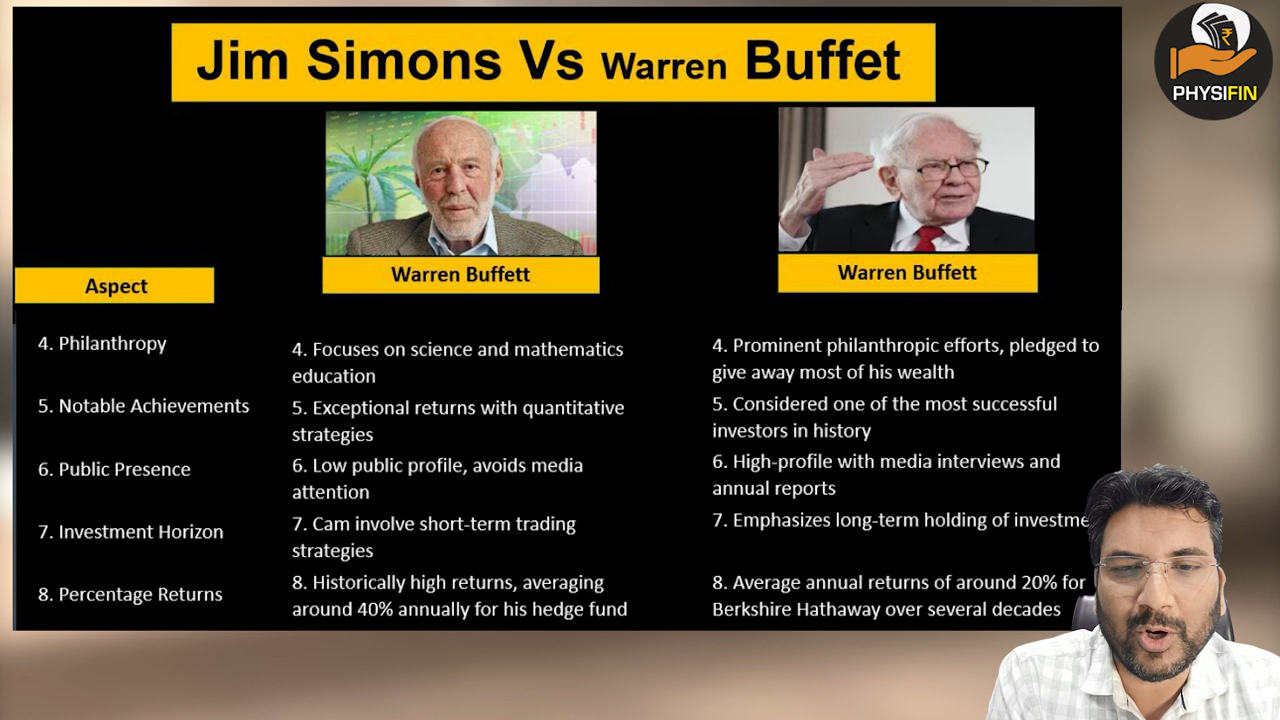 Jim Simons Vs Warren Buffet
PHYSIFIN
Warren Buffett
Warren Buffett
Aspect
4. Philanthropy
5. Notable Achievements
6. Public Presence
7. Investment Horizon
8. Percentage Returns
4. Focuses on science and mathematics
education
5. Exceptional returns with quantitative
strategies
6. Low public profile, avoids media
attention
7. Cam involve short-term trading
strategies
8. Historically high returns, averaging
around 40% annually for his hedge fund
4. Prominent philanthropic efforts, pledged to
give away most of his wealth
5. Considered one of the most successful
investors in history
6. High-profile with media interviews and
annual reports
7. Emphasizes long-term holding of investme
8. Average annual returns of around 20% for
Berkshire Hathaway over several decades